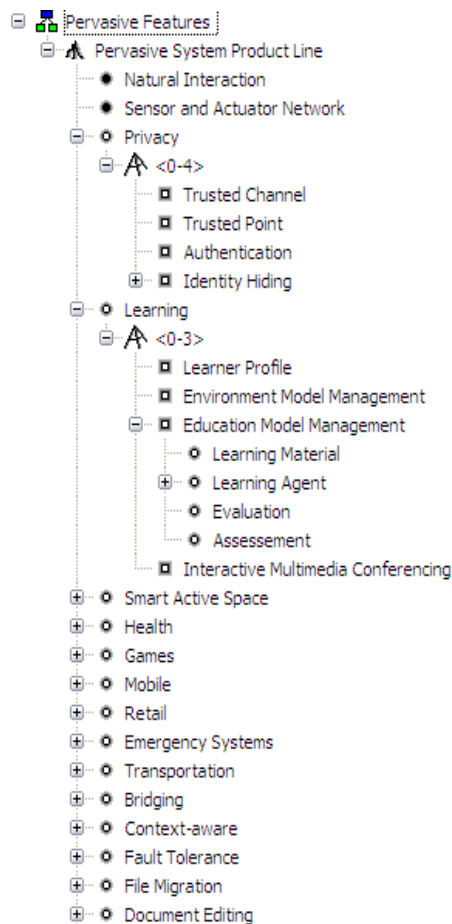 Pervasive Features
Pervasive System Product Line
Natural Interaction
Sensor and Actuator Network
Privacy
<0-4>
Trusted Channel
Trusted Point
Authentication
Identity Hiding
Learning
<0-3>
Learner Profile
Environment Model Management
Education Model Management
Learning Material
Learning Agent
Evaluation
Assessement
Interactive Multimedia Conferencing
Smart Active Space
Health
Games
Mobile
Retail
Emergency Systems
Transportation
Bridging
Context-aware
Fault Tolerance
File Migration
Document Editing